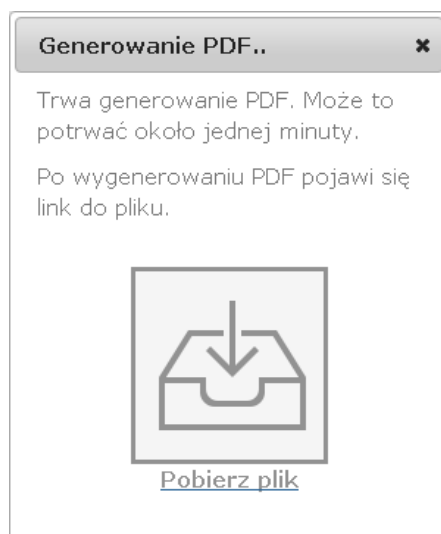 Generowanie PDF..
Trwa generowanie PDF. Może to
potrwać około jednej minuty.
Po wygenerowaniu PDF pojawi się
link do pliku.
Pobierz plik